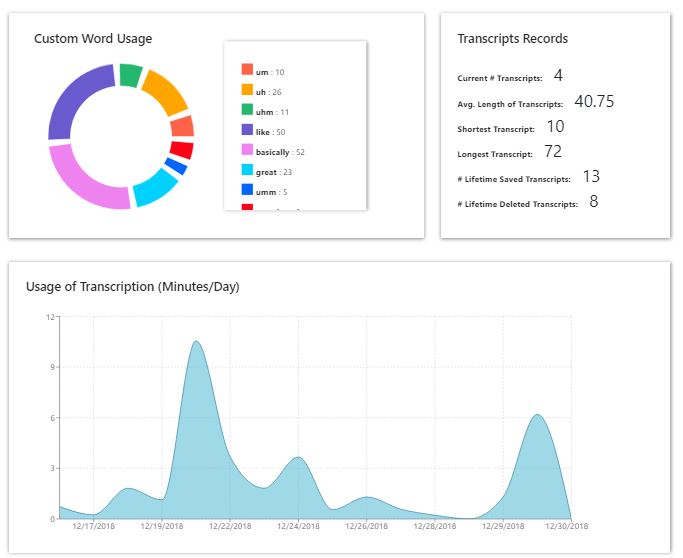 Custom Word Usage
um : 10
uh : 26
uhm : 11
like : 50
basically : 52
great : 23
umm : 5
Transcripts Records
Current # Transcripts: 4
Avg. Length of Transcripts: 40.75
Shortest Transcript: 10
Longest Transcript: 72
# Lifetime Saved Transcripts: 13
# Lifetime Deleted Transcripts: 8
Usage of Transcription (Minutes/Day)
12
9
6
3
0
12/17/2018 12/19/2018 12/22/2018 12/24/2018 12/26/2018 12/28/2018 12/29/2018 12/30/2018